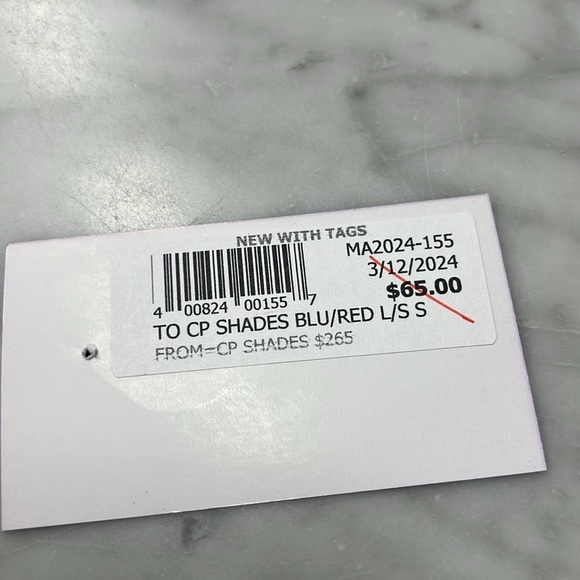 NEW WITH TAGS
MA2024-155
3/12/2024
$65.00
4 00824 00155 7
TO CP SHADES BLU/RED L/S S
FROM=CP SHADES $265